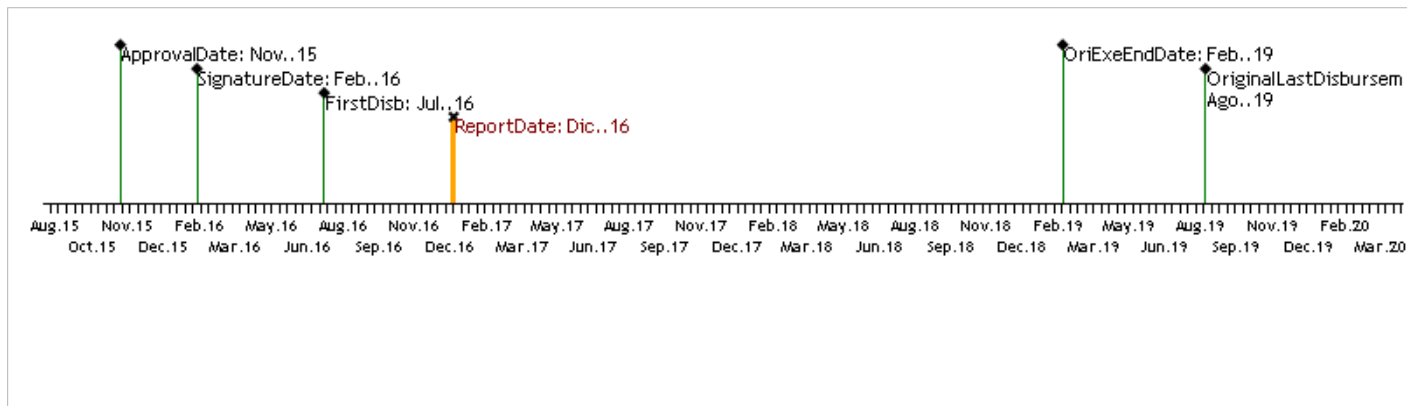 ApprovalDate: Nov..15
OriExeEndDate: Feb..19
SignatureDate: Feb..16
OriginalLastDisbursem
Ago..19
FirstDisb: Jul..16
ReportDate: Dic..16
Aug.15 Nov.15 Feb.16 May.16 Aug.16 Nov.16 Feb.17 May.17 Aug.17 Nov.17 Feb.18 May.18 Aug.18 Nov.18 Feb.19 May.19 Aug.19 Nov.19 Feb.20
Oct.15 Dec.15 Mar.16 Jun.16 Sep.16 Dec.16 Mar.17 Jun.17 Sep.17 Dec.17 Mar.18 Jun.18 Sep.18 Dec.18 Mar.19 Jun.19 Sep.19 Dec.19 Mar.20